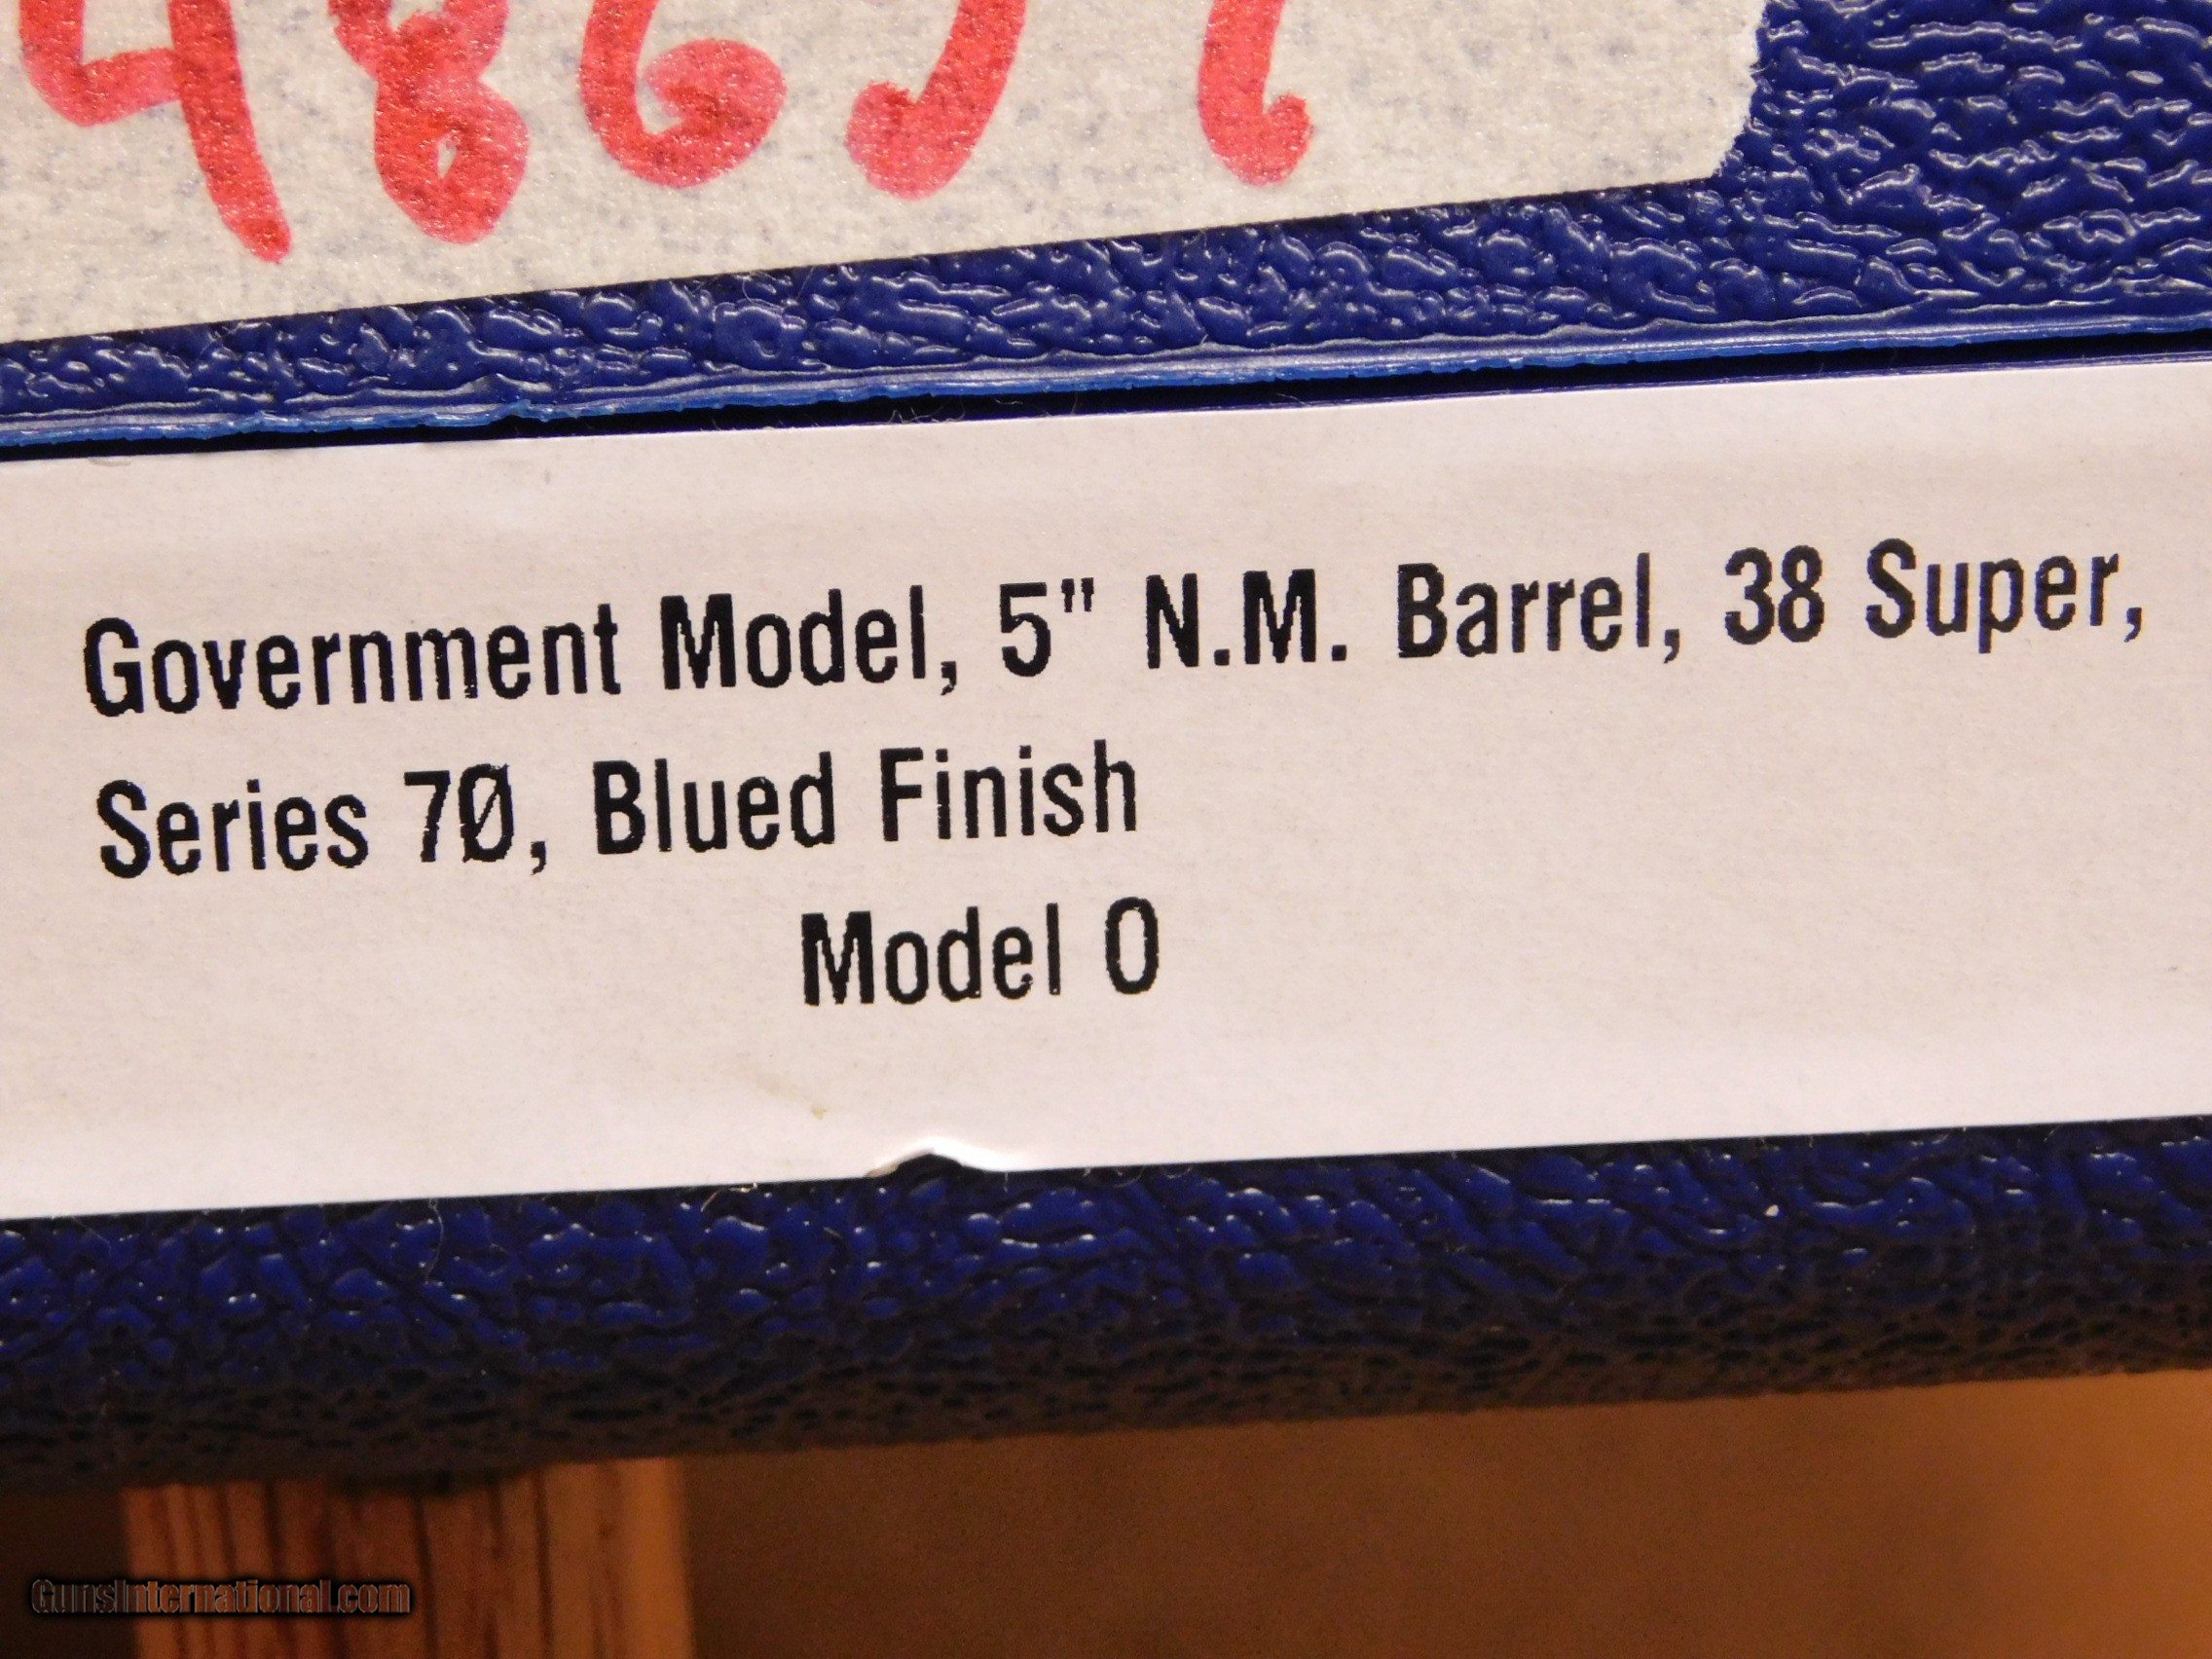 Government Model, 5" N.M. Barrel, 38 Super,
Series 7Ø, Blued Finish
Model O
GunsInternational.com